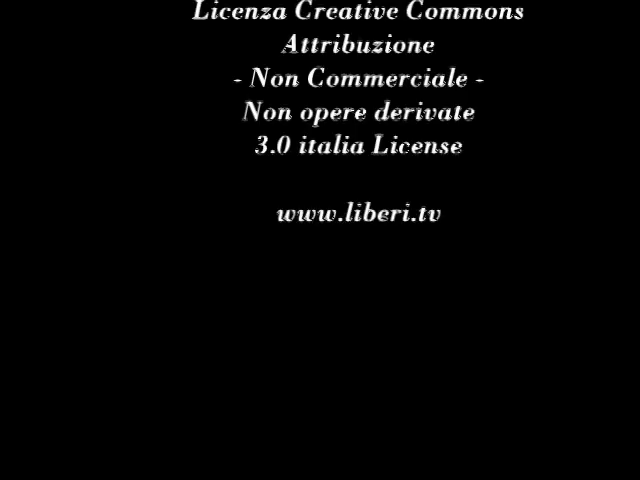 Licenza Creative Commons
Attribuzione
- Non Commerciale -
Non opere derivate
3.0 italia License
www.liberi.tv